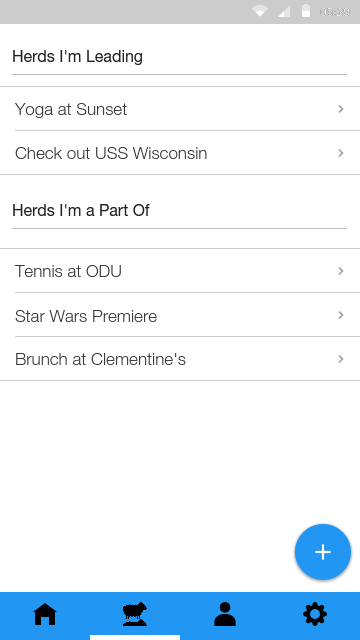 Herds I'm Leading
Yoga at Sunset
Check out USS Wisconsin
Herds I'm a Part Of
Tennis at ODU
Star Wars Premiere
Brunch at Clementine's